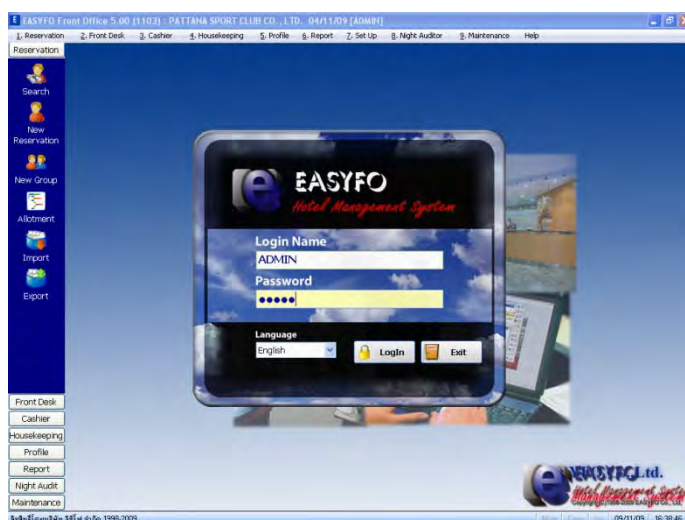 EASYFO Front Office 5.00 (1103) : PATTANA SPORT CLUB CO., LTD. 04/11/09 [ADMIN]
1. Reservation 2. Front Desk 3. Cashier 4. Housekeeping 5. Profile 6. Report 7. Set Up 8. Night Auditor 9. Maintenance Help
Reservation
Search
New
Reservation
New Group
Allotment
Import
Export
EASYFO
Hotel Management System
Login Name
ADMIN
Password
Language
English
LogIn
Exit
Front Desk
Cashier
Housekeeping
Profile
Report
Night Audit
Maintenance
Ltd.
Hotel Management System
1998-2009
09/11/09 16:38:46